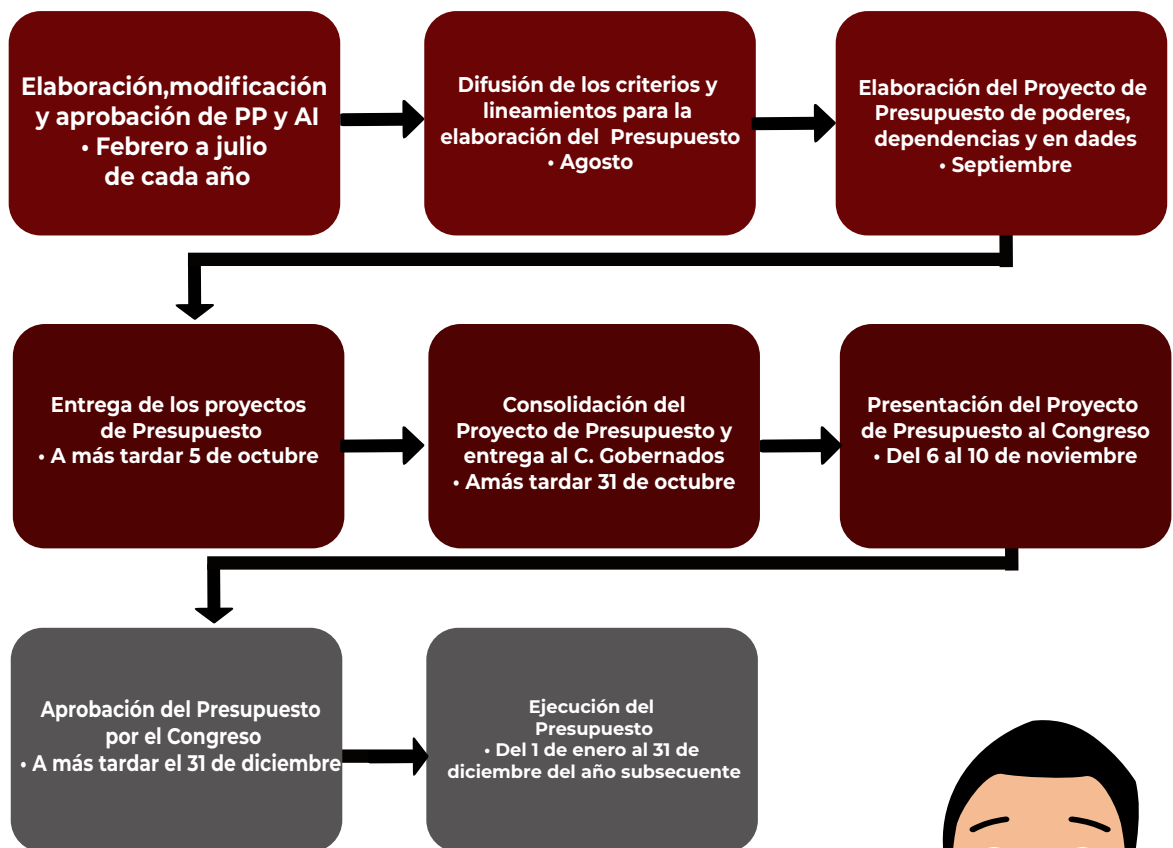 Elaboración,modificación
y aprobación de PP y AI
• Febrero a julio
de cada año
Difusión de los criterios y
lineamientos para la
elaboración del Presupuesto
• Agosto
Elaboración del Proyecto de
Presupuesto de poderes,
dependencias y en dades
• Septiembre
Entrega de los proyectos
de Presupuesto
• A más tardar 5 de octubre
Consolidación del
Proyecto de Presupuesto y
entrega al C. Gobernados
• Amás tardar 31 de octubre
Presentación del Proyecto
de Presupuesto al Congreso
• Del 6 al 10 de noviembre
Aprobación del Presupuesto
por el Congreso
• A más tardar el 31 de diciembre
Ejecución del
Presupuesto
• Del 1 de enero al 31 de
diciembre del año subsecuente